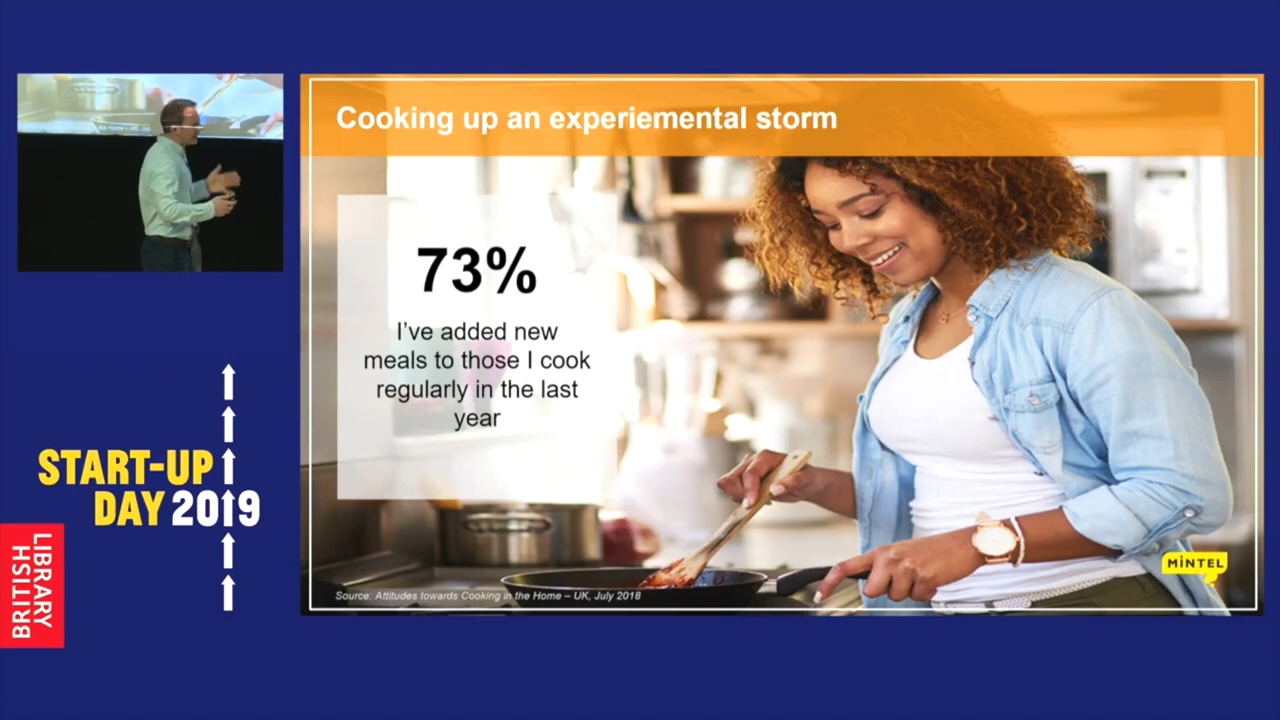 Cooking up an experiemental storm
73%
I've added new
meals to those I cook
regularly in the last
year
Source: Attitudes towards Cooking in the Home – UK, July 2018
MINTEL
START-UP
DAY 2019
BRITISH
LIBRARY